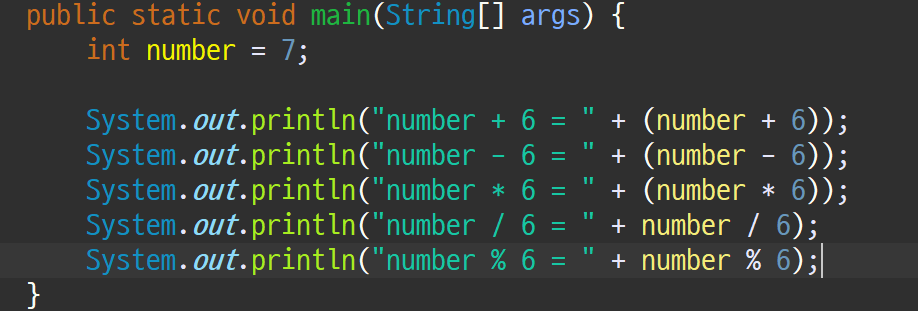 public static void main(String[] args) {
    int number = 7;

    System.out.println("number + 6 = " + (number + 6));
    System.out.println("number - 6 = " + (number - 6));
    System.out.println("number * 6 = " + (number * 6));
    System.out.println("number / 6 = " + number / 6);
    System.out.println("number % 6 = " + number % 6);
}